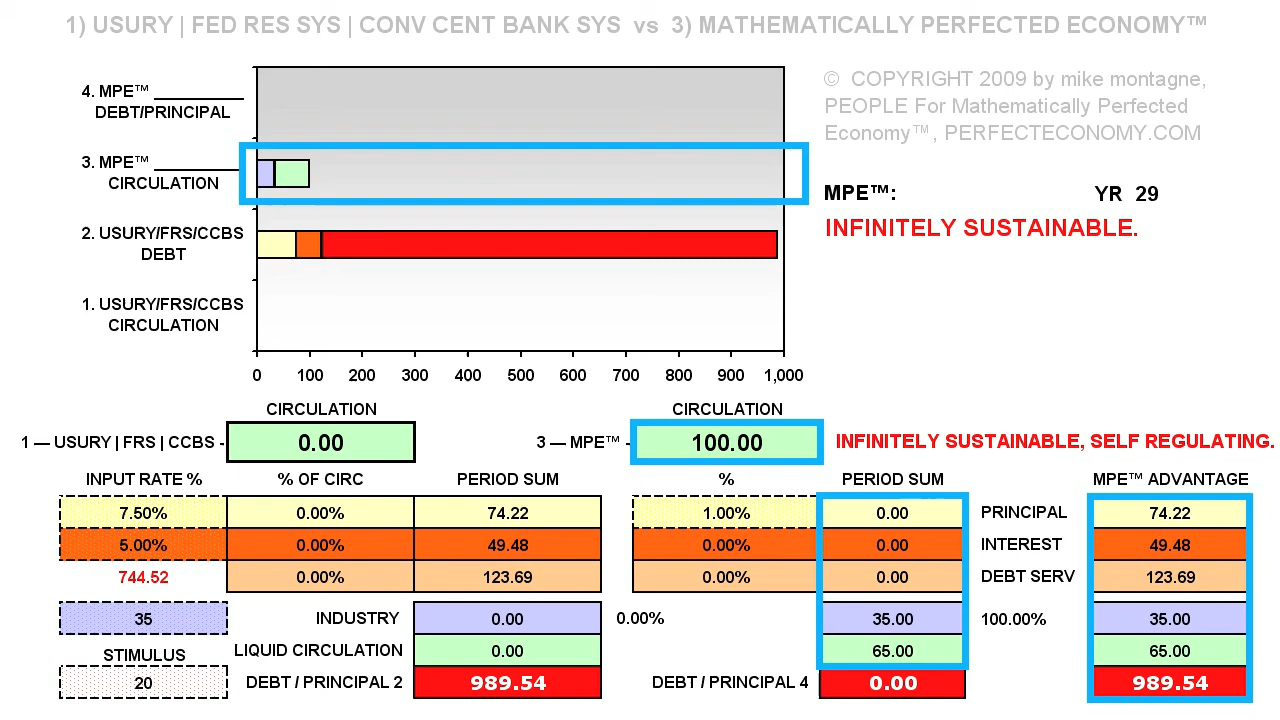 1) USURY | FED RES SYS | CONV CENT BANK SYS vs 3) MATHEMATICALLY PERFECTED ECONOMY™
© COPYRIGHT 2009 by mike montagne,
PEOPLE For Mathematically Perfected
Economy™, PERFECTECONOMY.COM
4. MPE™ __________
DEBT/PRINCIPAL
3. MPE™ __________
CIRCULATION
MPE™: YR 29
INFINITELY SUSTAINABLE.
2. USURY/FRS/CCBS
DEBT
1. USURY/FRS/CCBS
CIRCULATION
0 100 200 300 400 500 600 700 800 900 1,000
CIRCULATION CIRCULATION
1 — USURY | FRS | CCBS - 0.00 3 — MPE™ - 100.00 INFINITELY SUSTAINABLE, SELF REGULATING.
INPUT RATE % % OF CIRC PERIOD SUM % PERIOD SUM MPE™ ADVANTAGE
7.50% 0.00% 74.22 1.00% 0.00 PRINCIPAL 74.22
5.00% 0.00% 49.48 0.00% 0.00 INTEREST 49.48
744.52 0.00% 123.69 0.00% 0.00 DEBT SERV 123.69
35 INDUSTRY 0.00 0.00% 35.00 100.00% 35.00
STIMULUS LIQUID CIRCULATION 0.00 65.00 65.00
20 DEBT / PRINCIPAL 2 989.54 DEBT / PRINCIPAL 4 0.00 989.54